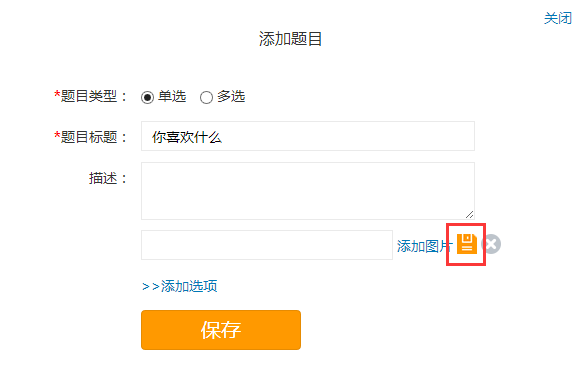 关闭
添加题目
*题目类型： 单选 多选
*题目标题： 你喜欢什么
描述：
添加图片
>>添加选项
保存